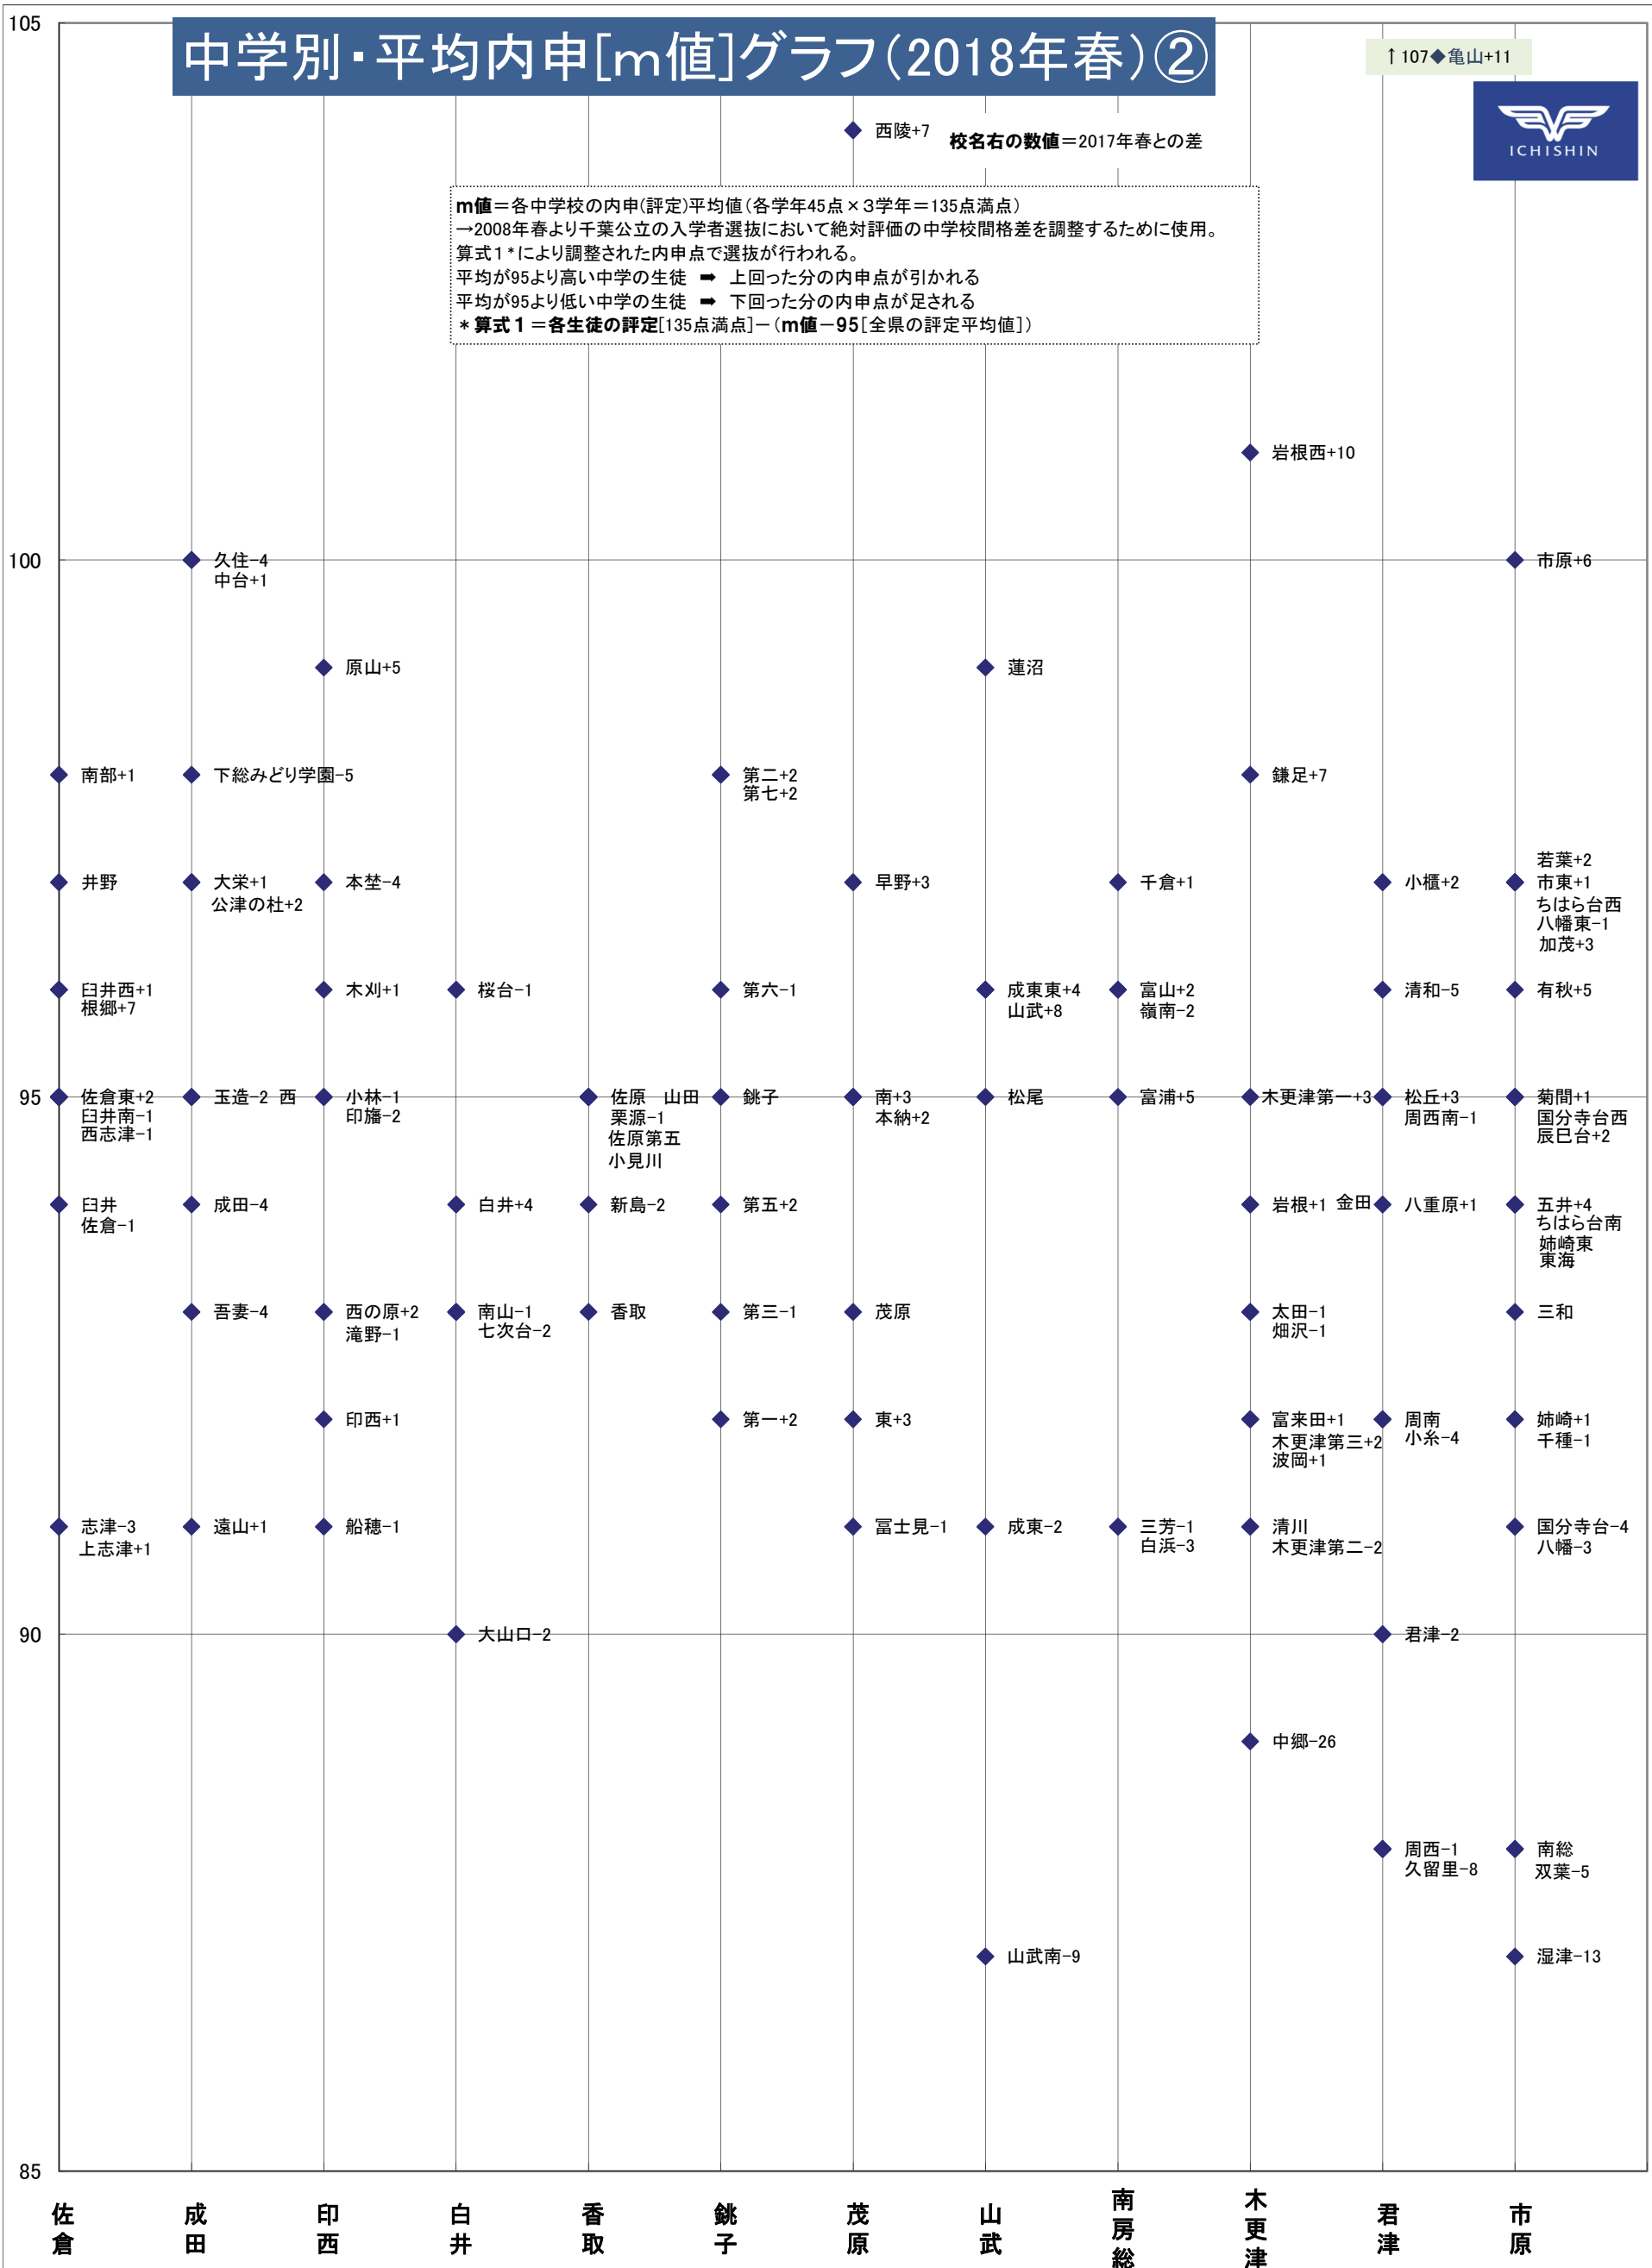 105
中学別・平均内申[m値]グラフ(2018年春)②
↑107◆亀山+11
ICHISHIN
西陵+7
校名右の数値=2017年春との差
m値=各中学校の内申(評定)平均値(各学年45点×3学年=135点満点)
→2008年春より千葉公立の入学者選抜において絶対評価の中学校間格差を調整するために使用。
算式1*により調整された内申点で選抜が行われる。
平均が95より高い中学の生徒 ➡ 上回った分の内申点が引かれる
平均が95より低い中学の生徒 ➡ 下回った分の内申点が足される
*算式1=各生徒の評定[135点満点]-(m値-95[全県の評定平均値])
岩根西+10
100
久住-4
中台+1
市原+6
原山+5
蓮沼
南部+1
下総みどり学園-5
第二+2
第七+2
鎌足+7
井野
大栄+1
公津の杜+2
本埜-4
早野+3
千倉+1
小櫃+2
若葉+2
市東+1
ちはら台西
八幡東-1
加茂+3
臼井西+1
根郷+7
木刈+1
桜台-1
第六-1
成東東+4
山武+8
富山+2
嶺南-2
清和-5
有秋+5
95
佐倉東+2
臼井南-1
西志津-1
玉造-2 西
小林-1
印旛-2
佐原 山田
栗源-1
佐原第五
小見川
銚子
南+3
本納+2
松尾
富浦+5
木更津第一+3
松丘+3
周西南-1
菊間+1
国分寺台西
辰巳台+2
臼井
佐倉-1
成田-4
白井+4
新島-2
第五+2
岩根+1 金田
八重原+1
五井+4
ちはら台南
姉崎東
東海
吾妻-4
西の原+2
滝野-1
南山-1
七次台-2
香取
第三-1
茂原
太田-1
畑沢-1
三和
印西+1
第一+2
東+3
富来田+1
木更津第三+2
波岡+1
周南
小糸-4
姉崎+1
千種-1
志津-3
上志津+1
遠山+1
船穂-1
冨士見-1
成東-2
三芳-1
白浜-3
清川
木更津第二-2
国分寺台-4
八幡-3
90
大山口-2
君津-2
中郷-26
周西-1
久留里-8
南総
双葉-5
山武南-9
湿津-13
85
佐倉
成田
印西
白井
香取
銚子
茂原
山武
南房総
木更津
君津
市原